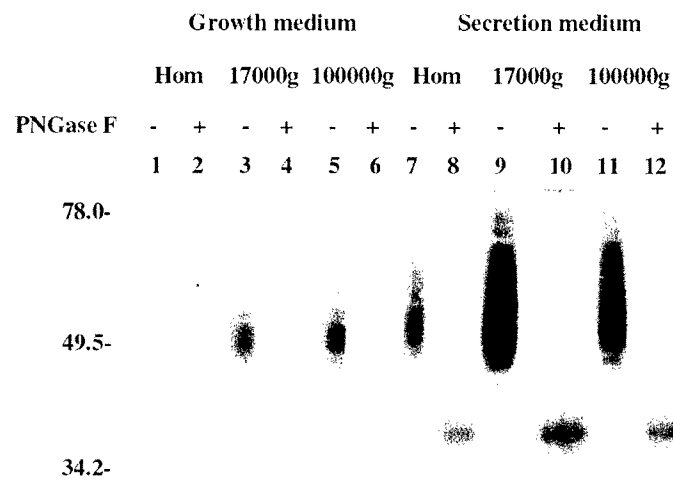 Growth medium Secretion medium
Hom 17000g 100000g Hom 17000g 100000g
PNGase F - + - + - + - + - + - +
1 2 3 4 5 6 7 8 9 10 11 12
78.0-
49.5-
34.2-